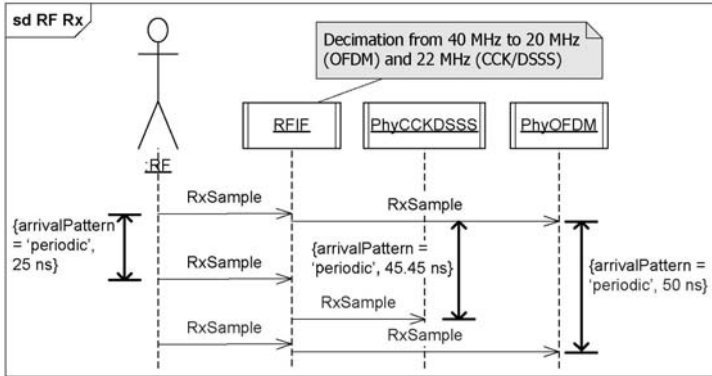 sd RF Rx
Decimation from 40 MHz to 20 MHz
(OFDM) and 22 MHz (CCK/DSSS)
RFIF
PhyCCKDSSS
PhyOFDM
:RF
RxSample
RxSample
{arrivalPattern
= 'periodic',
25 ns}
{arrivalPattern =
'periodic', 45.45 ns}
{arrivalPattern =
'periodic', 50 ns}
RxSample
RxSample
RxSample
RxSample